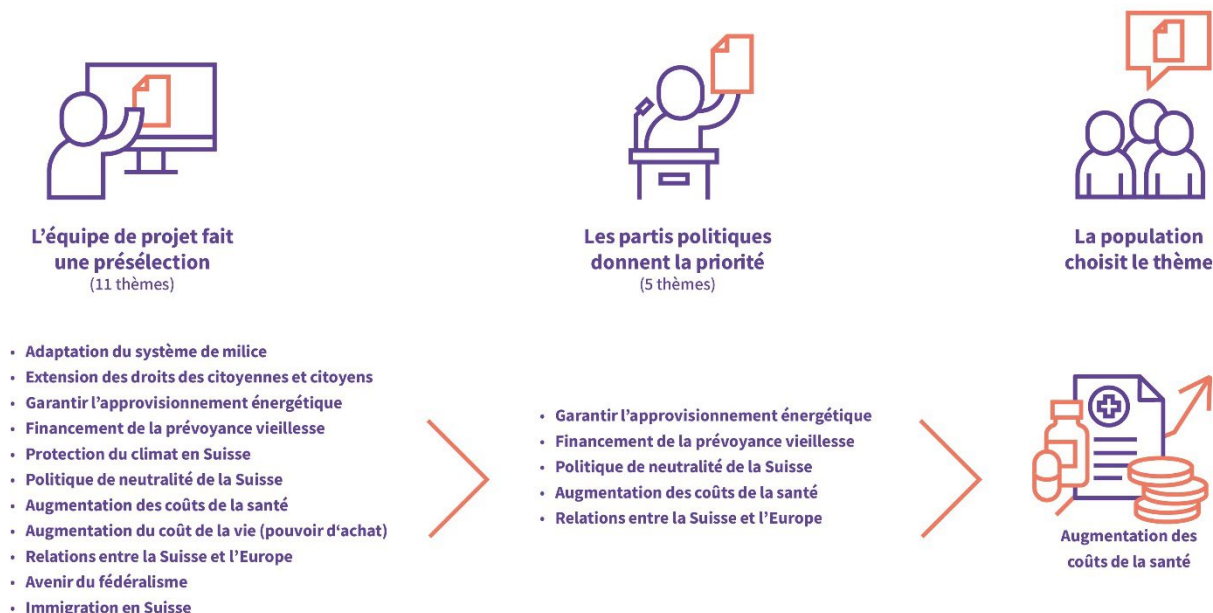 L'équipe de projet fait
une présélection
(11 thèmes)
Les partis politiques
donnent la priorité
(5 thèmes)
La population
choisit le thème
• Adaptation du système de milice
• Extension des droits des citoyennes et citoyens
• Garantir l'approvisionnement énergétique
• Financement de la prévoyance vieillesse
• Protection du climat en Suisse
• Politique de neutralité de la Suisse
• Augmentation des coûts de la santé
• Augmentation du coût de la vie (pouvoir d'achat)
• Relations entre la Suisse et l'Europe
• Avenir du fédéralisme
• Immigration en Suisse
• Garantir l'approvisionnement énergétique
• Financement de la prévoyance vieillesse
• Politique de neutralité de la Suisse
• Augmentation des coûts de la santé
• Relations entre la Suisse et l'Europe
Augmentation des
coûts de la santé